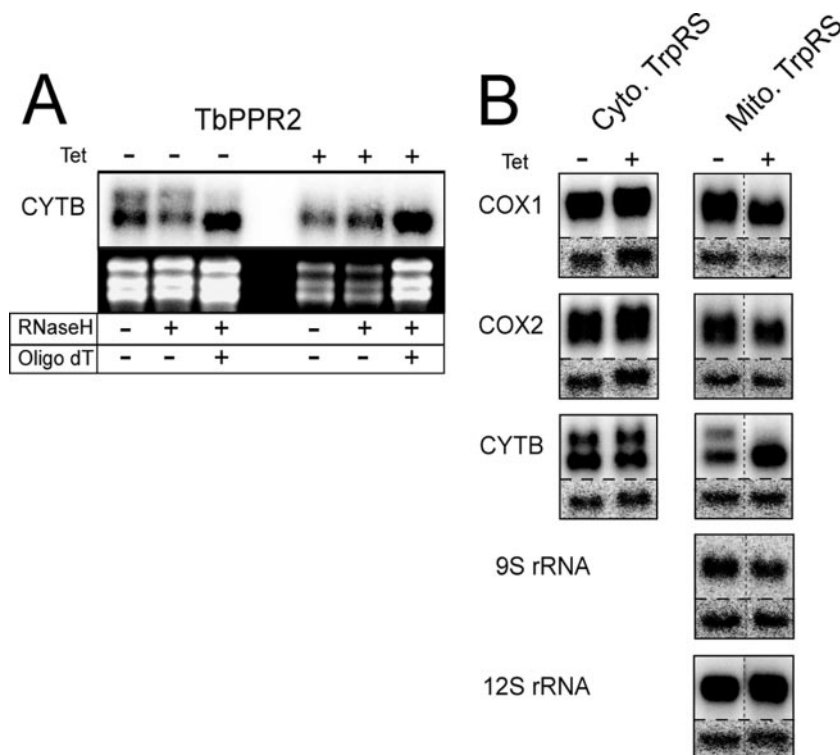 A
TbPPR2
Tet - - - + + +
CYTB
RNaseH - + + - + +
Oligo dT - - + - - +
B
Cyto. TrpRS
Mito. TrpRS
Tet - + - +
COX1
COX2
CYTB
9S rRNA
12S rRNA